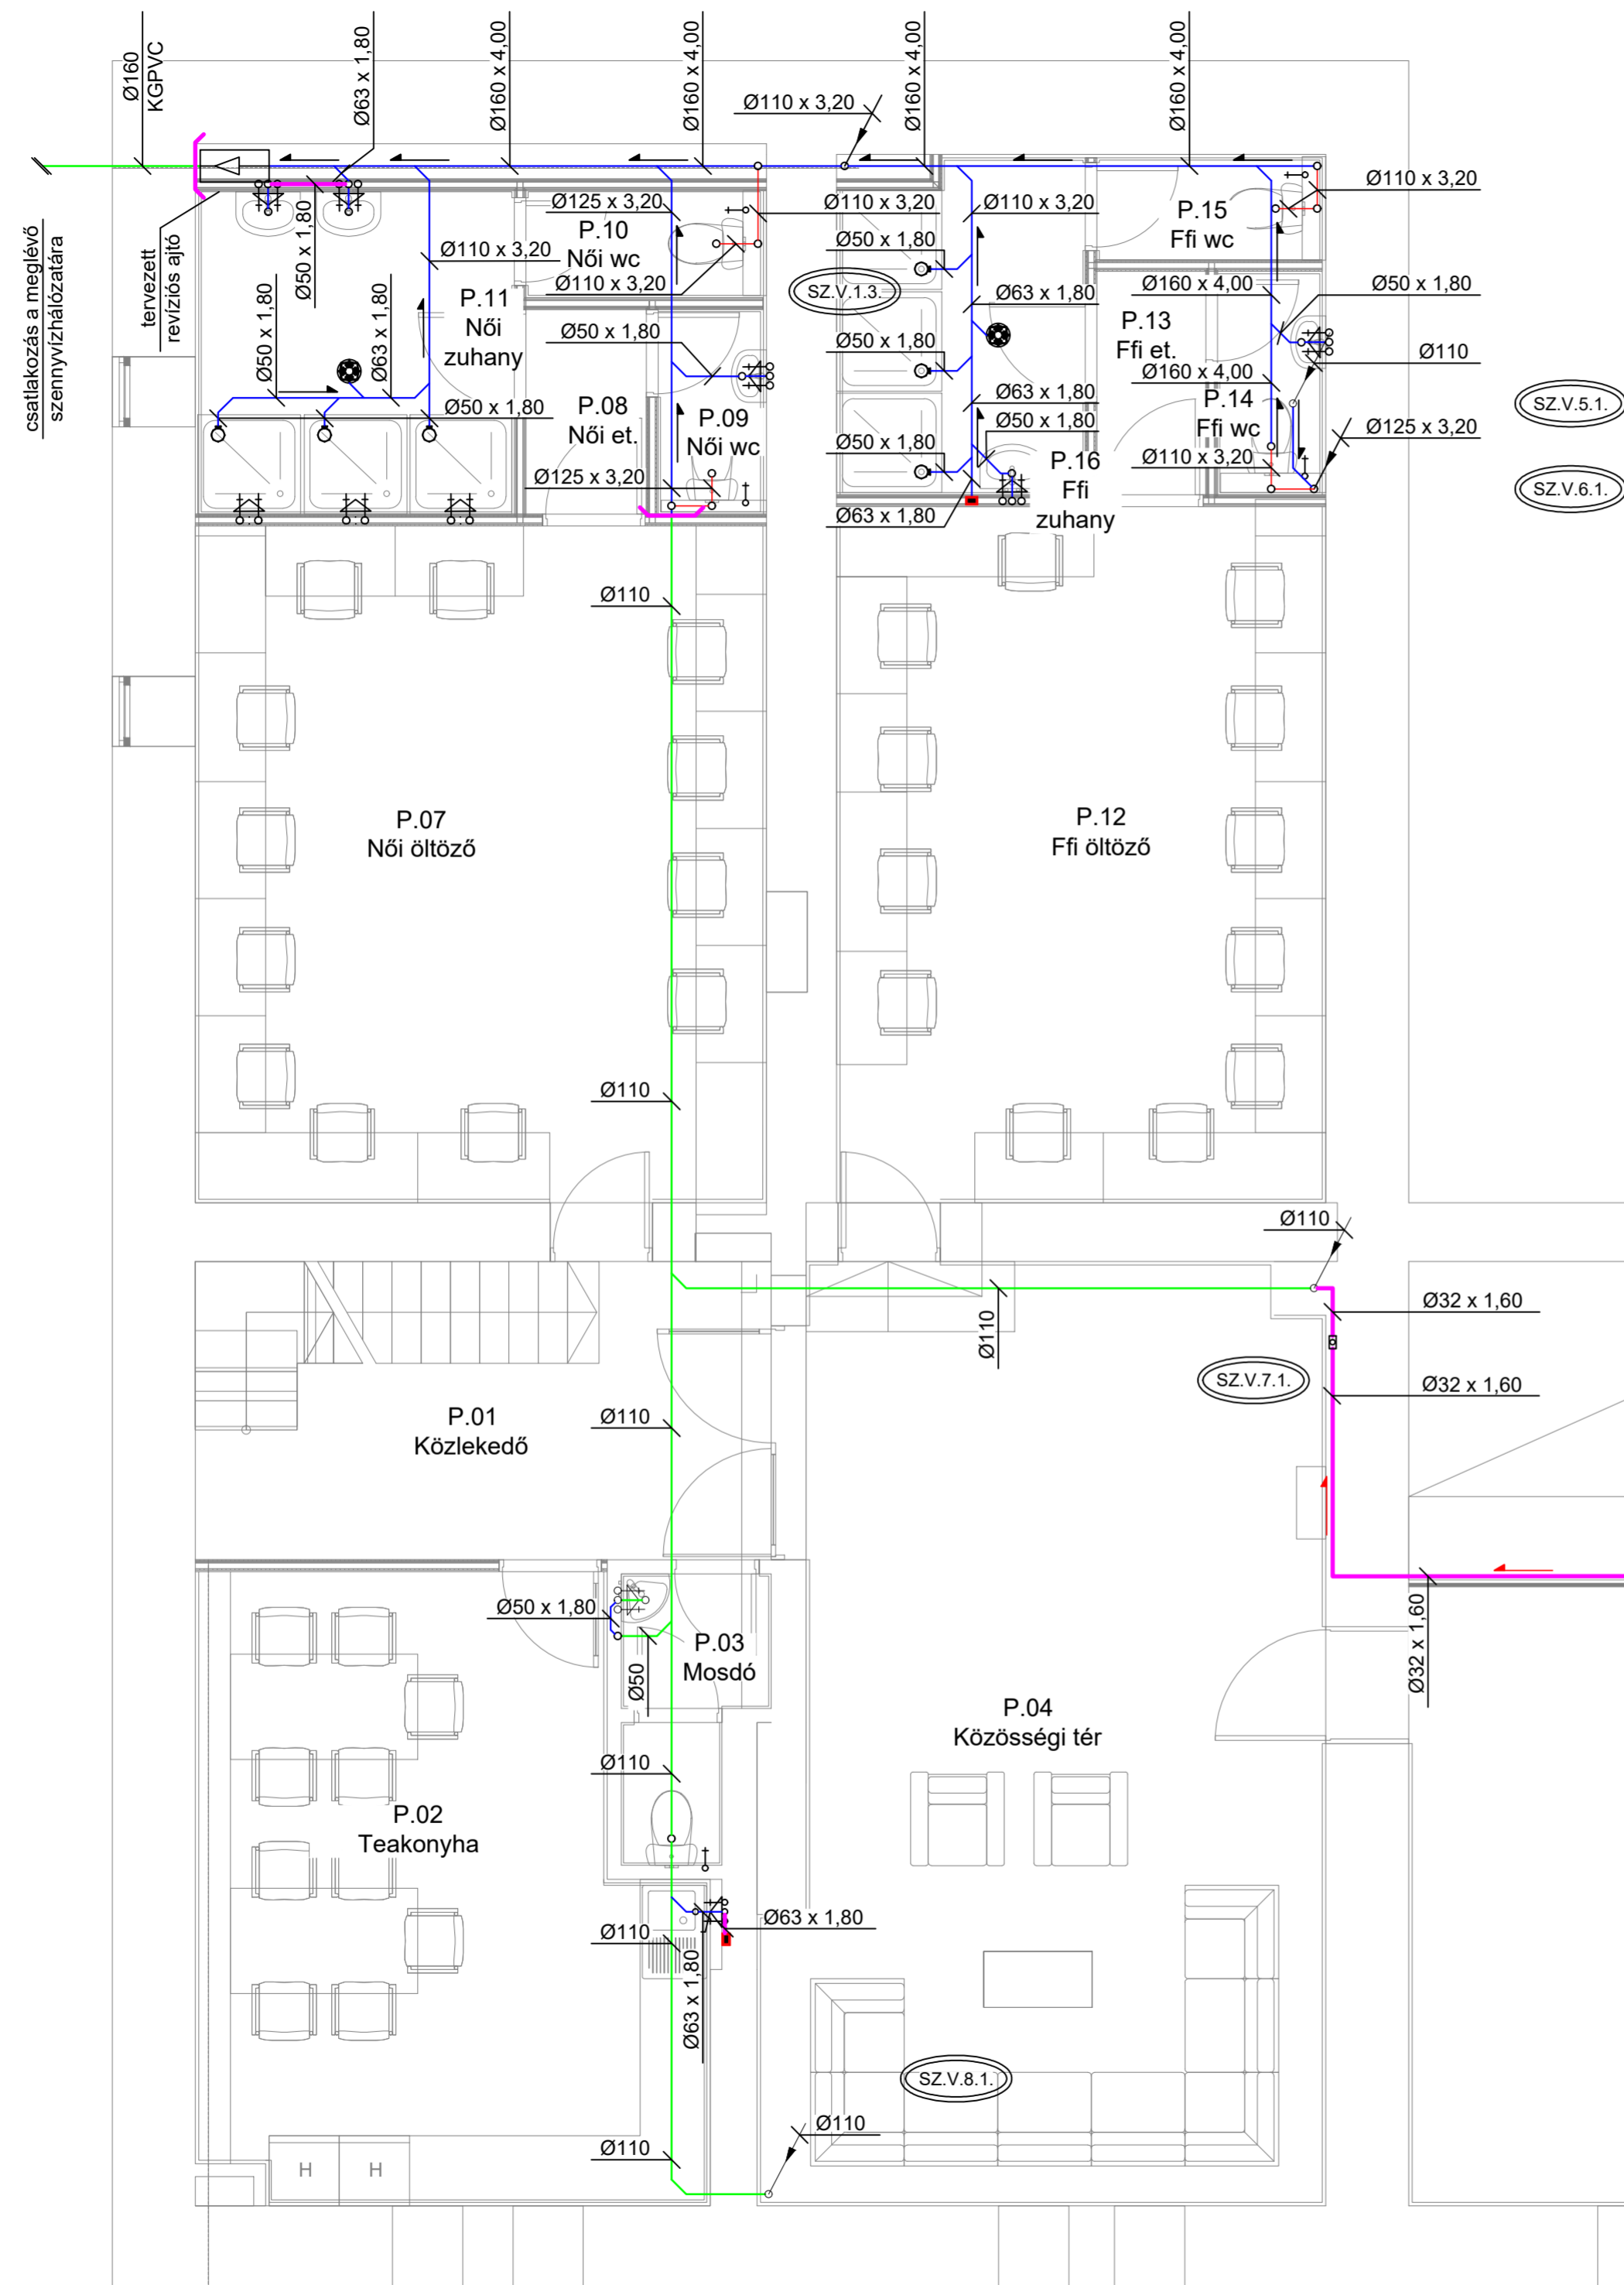 Ø160
KGPVC
Ø63 x 1,80
Ø160 x 4,00
Ø160 x 4,00
Ø110 x 3,20
Ø160 x 4,00
Ø160 x 4,00
csatlakozás a meglévő
szennyvízhálózatára
tervezett
revíziós ajtó
Ø50 x 1,80
Ø125 x 3,20
Ø110 x 3,20
Ø110 x 3,20
Ø110 x 3,20
P.10
Női wc
P.15
Ffi wc
Ø110 x 3,20
Ø50 x 1,80
Ø110 x 3,20
SZ.V.1.3.
Ø160 x 4,00
Ø50 x 1,80
Ø50 x 1,80
Ø63 x 1,80
P.11
Női
zuhany
Ø63 x 1,80
P.13
Ffi et.
Ø50 x 1,80
Ø50 x 1,80
Ø110
Ø160 x 4,00
Ø50 x 1,80
P.08
Női et.
P.09
Női wc
Ø63 x 1,80
Ø50 x 1,80
P.14
Ffi wc
SZ.V.5.1.
Ø125 x 3,20
Ø50 x 1,80
Ø110 x 3,20
P.16
Ffi
zuhany
Ø125 x 3,20
SZ.V.6.1.
Ø63 x 1,80
Ø110
P.07
Női öltöző
P.12
Ffi öltöző
Ø110
Ø110
Ø110
Ø32 x 1,60
SZ.V.7.1.
Ø32 x 1,60
P.01
Közlekedő
Ø110
Ø50 x 1,80
Ø32 x 1,60
P.03
Mosdó
Ø50
P.04
Közösségi tér
Ø110
P.02
Teakonyha
Ø63 x 1,80
Ø110
Ø63 x 1,80
SZ.V.8.1.
Ø110
Ø110
H
H